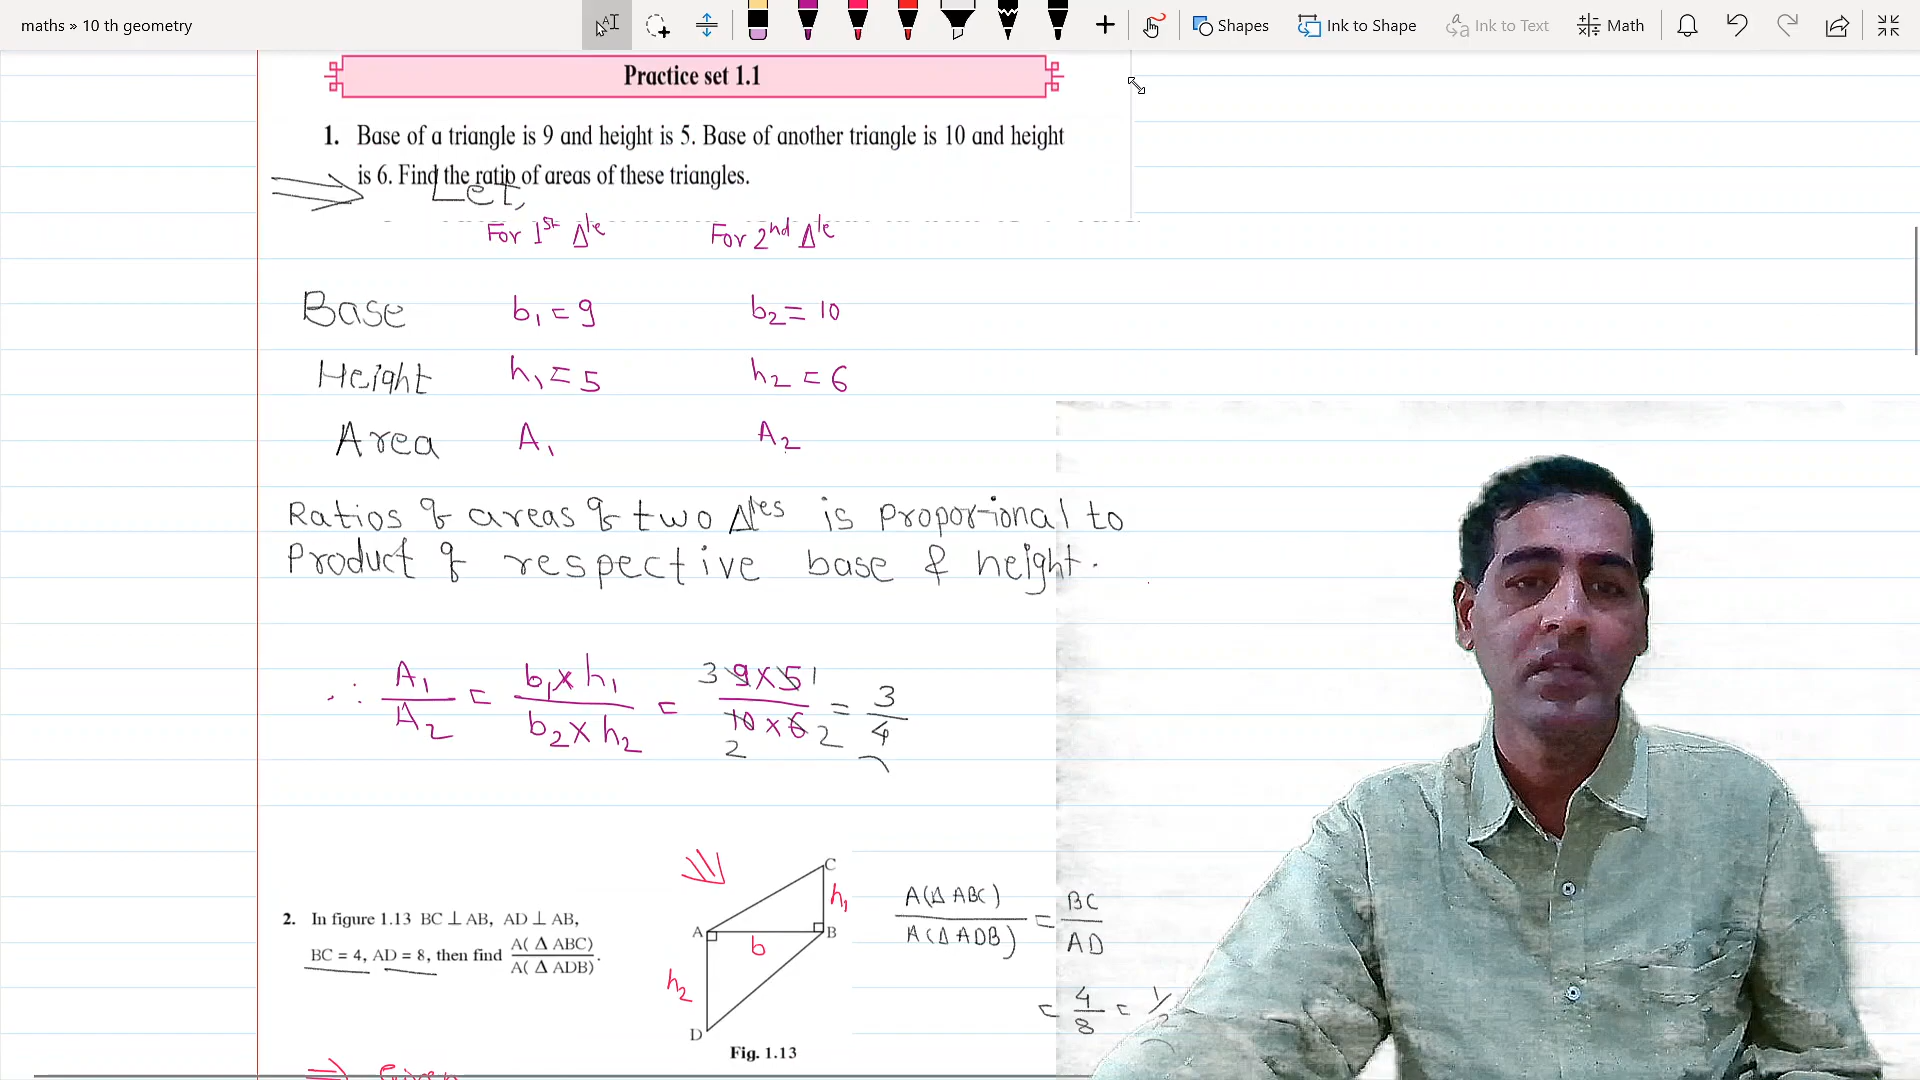 maths » 10 th geometry
Shapes
Ink to Shape
Ink to Text
Math
Practice set 1.1
1. Base of a triangle is 9 and height is 5. Base of another triangle is 10 and height
is 6. Find the ratio of areas of these triangles.
Let,
For 1st Δle For 2nd Δle
Base b₁ = 9 b₂ = 10
Height h₁ = 5 h₂ = 6
Area A₁ A₂
Ratios of areas of two Δles is proportional to
Product of respective base & height.
∴ A₁/A₂ = b₁ x h₁ / b₂ x h₂ = 3 9 x 5 1 / 10 x 6 2 2 = 3/4
2. In figure 1.13 BC ⊥ AB, AD ⊥ AB,
BC = 4, AD = 8, then find A( Δ ABC) / A( Δ ADB) .
C
h₁
A
b
B
h₂
D
Fig. 1.13
A(Δ ABC) / A(Δ ADB) = BC / AD
= 4/8 = 1/2
⇒ Given